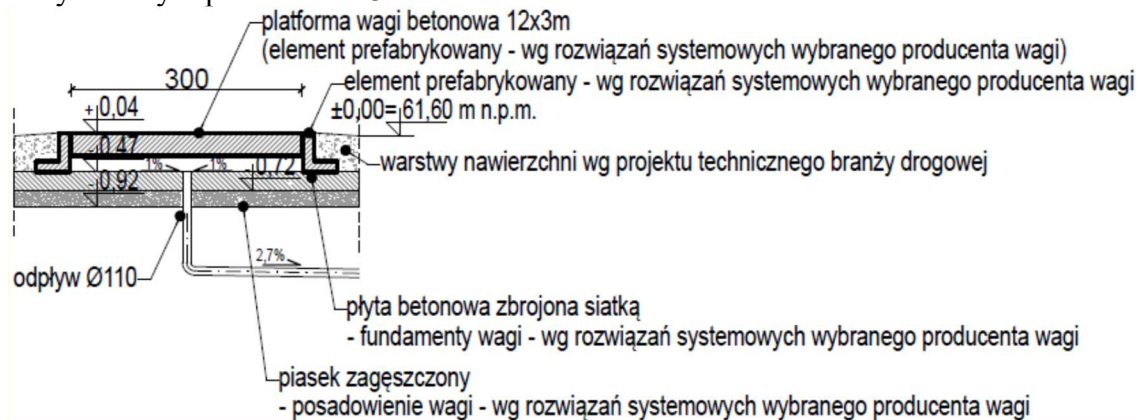 platforma wagi betonowa 12x3m
(element prefabrykowany - wg rozwiązań systemowych wybranego producenta wagi)
300
element prefabrykowany - wg rozwiązań systemowych wybranego producenta wagi
+0,04
±0,00=61,60 m n.p.m.
-0,47
1%
1%
-0,72
warstwy nawierzchni wg projektu technicznego branży drogowej
-0,92
2,7%
odpływ Ø110
płyta betonowa zbrojona siatką
- fundamenty wagi - wg rozwiązań systemowych wybranego producenta wagi
piasek zagęszczony
- posadowienie wagi - wg rozwiązań systemowych wybranego producenta wagi